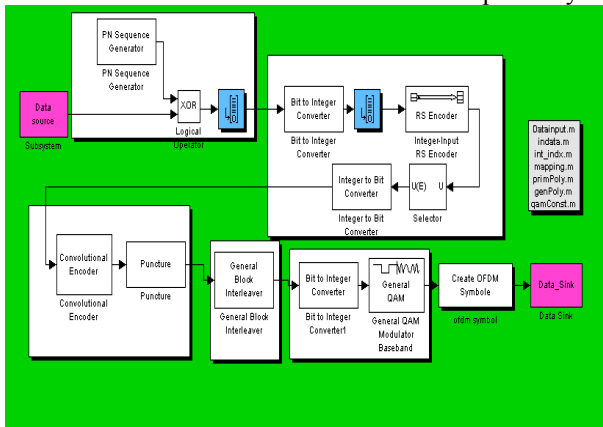 PN Sequence
Generator
PN Sequence
Generator
Data
source
Subsystem
XOR
Logical
Operator
Bit to Integer
Converter
Bit to Integer
Converter
RS Encoder
Integer-Input
RS Encoder
Integer to Bit
Converter
Integer to Bit
Converter
U(E) U
Selector
Datainput.m
indata.m
int_indx.m
mapping.m
primPoly.m
genPoly.m
qamConst.m
Convolutional
Encoder
Convolutional
Encoder
Puncture
Puncture
General
Block
Interleaver
General Block
Interleaver
Bit to Integer
Converter
Bit to Integer
Converter1
General
QAM
General QAM
Modulator
Baseband
Create OFDM
Symbole
ofdm symbol
Data_Sink
Data Sink